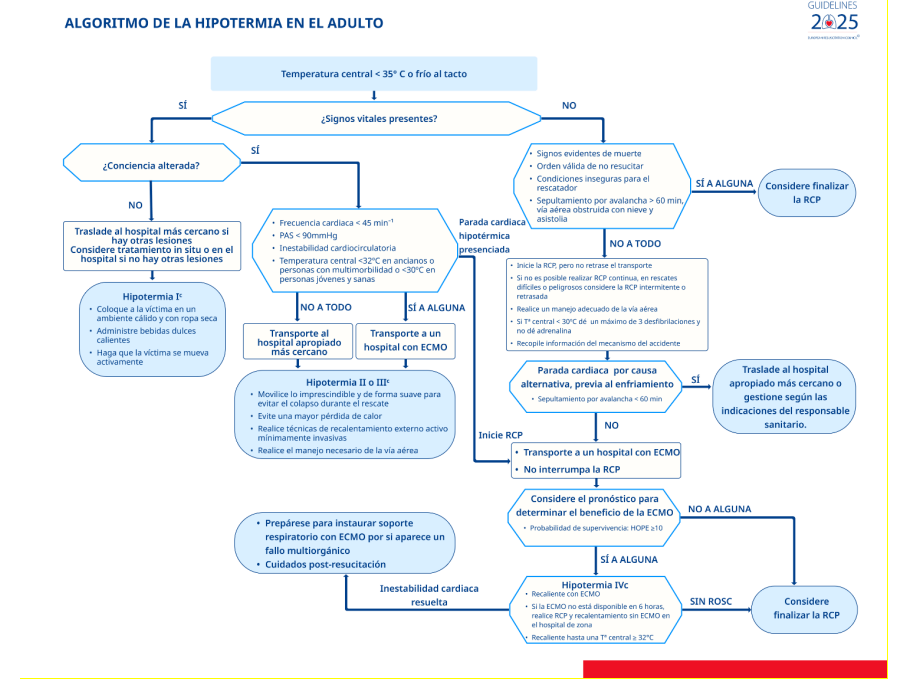 GUIDELINES
2025
ALGORITMO DE LA HIPOTERMIA EN EL ADULTO
Temperatura central < 35º C o frío al tacto
SÍ
NO
¿Signos vitales presentes?
¿Conciencia alterada?
SÍ
NO
• Signos evidentes de muerte
• Orden válida de no resucitar
• Condiciones inseguras para el
rescatador
• Sepultamiento por avalancha > 60 min,
vía aérea obstruida con nieve y
asistolia
SÍ A ALGUNA
Considere finalizar
la RCP
Traslade al hospital más cercano si
hay otras lesiones
Considere tratamiento in situ o en el
hospital si no hay otras lesiones
• Frecuencia cardiaca < 45 min⁻¹
• PAS < 90mmHg
• Inestabilidad cardiocirculatoria
• Temperatura central <32ºC en ancianos o
personas con multimorbilidad o <30ºC en
personas jóvenes y sanas
Parada cardiaca
hipotérmica
presenciada
NO A TODO
• Inicie la RCP, pero no retrase el transporte
• Si no es posible realizar RCP continua, en rescates
difíciles o peligrosos considere la RCP intermitente o
retrasada
• Realice un manejo adecuado de la vía aérea
• Si Tª central < 30ºC dé un máximo de 3 desfibrilaciones y
no dé adrenalina
• Recopile información del mecanismo del accidente
Hipotermia Iᶜ
• Coloque a la víctima en un
ambiente cálido y con ropa seca
• Administre bebidas dulces
calientes
• Haga que la víctima se mueva
activamente
NO A TODO
SÍ A ALGUNA
Transporte al
hospital apropiado
más cercano
Transporte a un
hospital con ECMO
Hipotermia II o IIIᶜ
• Movilice lo imprescindible y de forma suave para
evitar el colapso durante el rescate
• Evite una mayor pérdida de calor
• Realice técnicas de recalentamiento externo activo
mínimamente invasivas
• Realice el manejo necesario de la vía aérea
Parada cardiaca por causa
alternativa, previa al enfriamiento
• Sepultamiento por avalancha < 60 min
SÍ
Traslade al hospital
apropiado más cercano o
gestione según las
indicaciones del responsable
sanitario.
NO
Inicie RCP
• Transporte a un hospital con ECMO
• No interrumpa la RCP
Considere el pronóstico para
determinar el beneficio de la ECMO
• Probabilidad de supervivencia: HOPE ≥10
NO A ALGUNA
SÍ A ALGUNA
• Prepárese para instaurar soporte
respiratorio con ECMO por si aparece un
fallo multiorgánico
• Cuidados post-resucitación
Inestabilidad cardiaca
resuelta
Hipotermia IVc
• Recaliente con ECMO
• Si la ECMO no está disponible en 6 horas,
realice RCP y recalentamiento sin ECMO en
el hospital de zona
• Recaliente hasta una Tª central ≥ 32ºC
SIN ROSC
Considere
finalizar la RCP